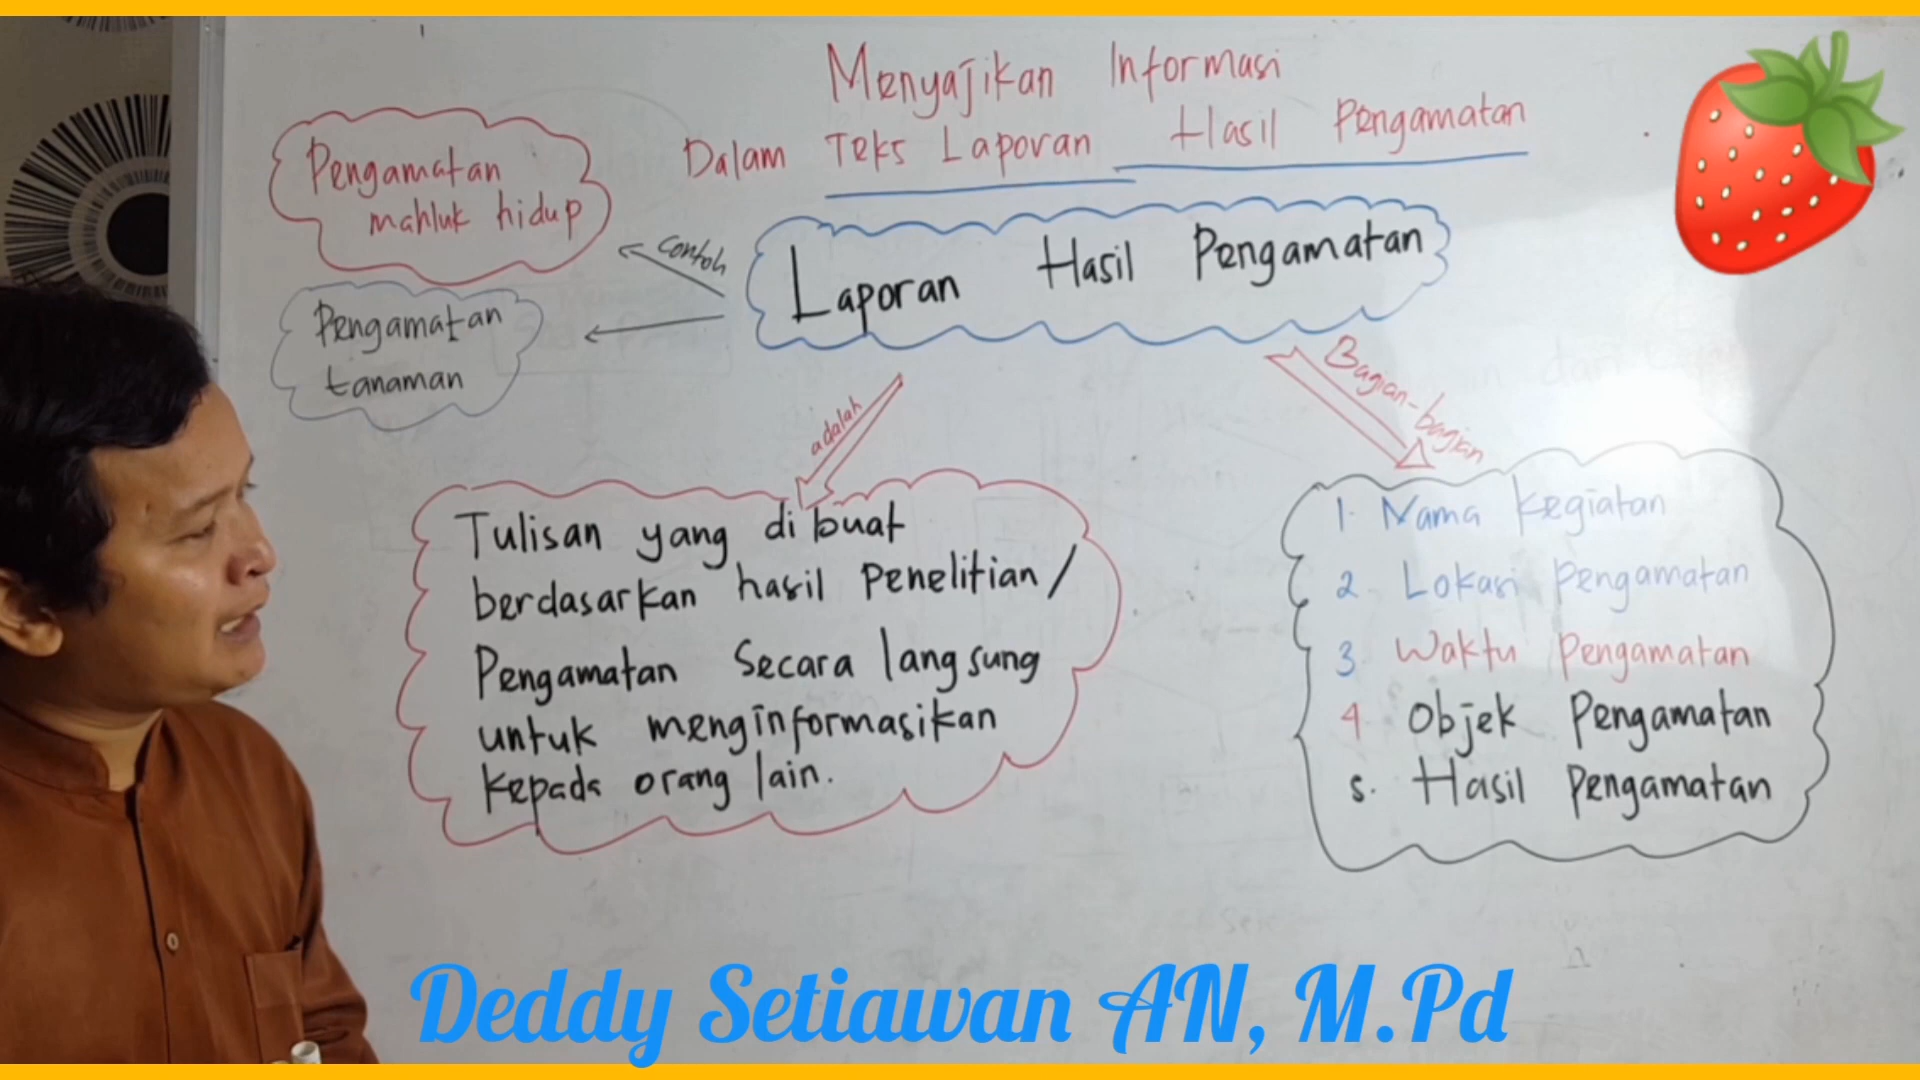 Menyajikan Informasi
Dalam Teks Laporan Hasil Pengamatan
Pengamatan
mahluk hidup
contoh
Pengamatan
tanaman
Laporan Hasil Pengamatan
adalah
Bagian-bagian
Tulisan yang di buat
berdasarkan hasil Penelitian/
Pengamatan Secara langsung
untuk menginformasikan
kepada orang lain.
1. Nama kegiatan
2. Lokasi Pengamatan
3. Waktu Pengamatan
4. Objek Pengamatan
5. Hasil Pengamatan
Deddy Setiawan AN, M.Pd